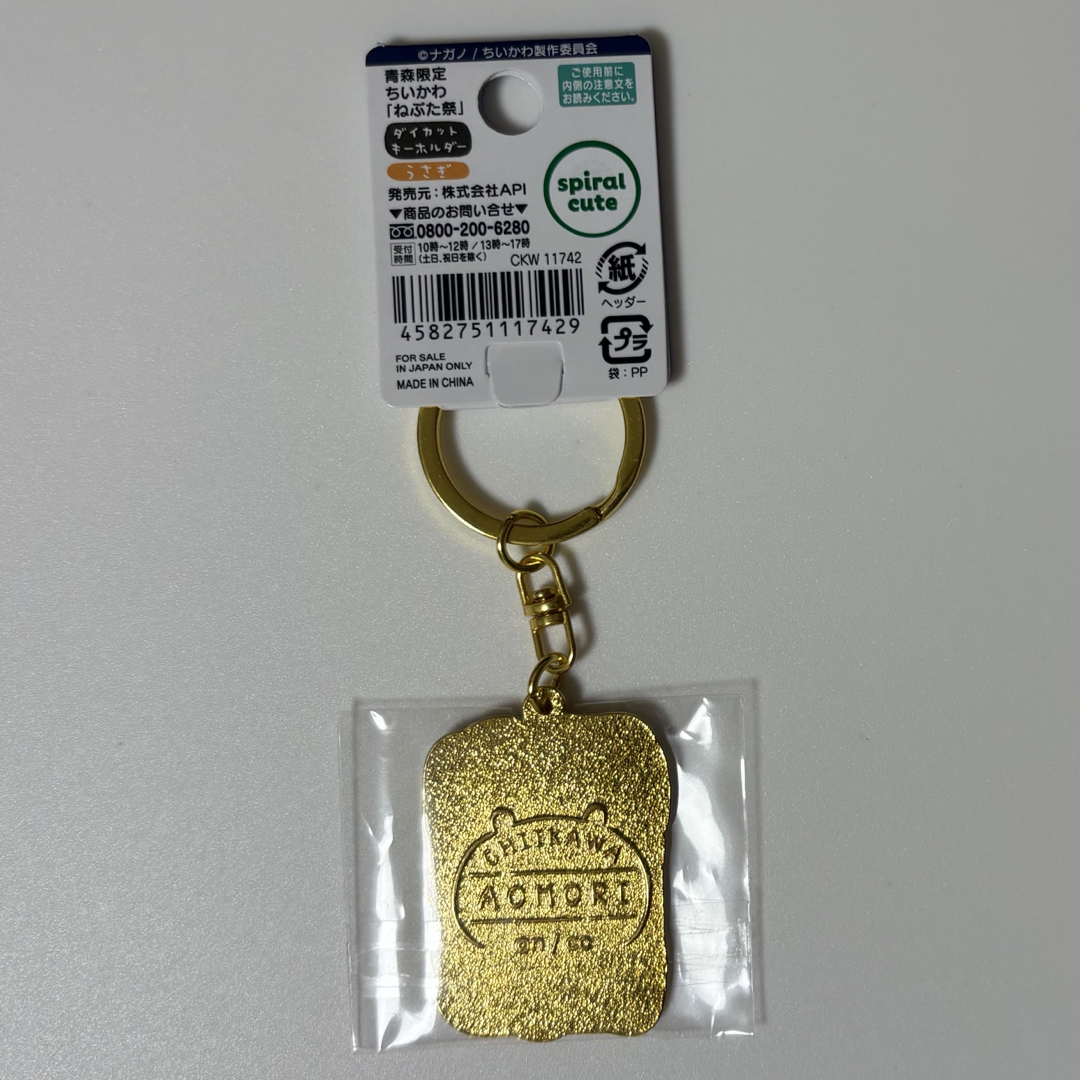 ©ナガノ / ちいかわ製作委員会
青森限定
ちいかわ
「ねぶた祭」
ダイカット
キーホルダー
うさぎ
ご使用前に
内側の注意文を
お読みください。
spiral
cute
発売元：株式会社API
▼商品のお問い合せ▼
0800-200-6280
受付
時間
10時～12時 / 13時～17時
(土日、祝日を除く)
CKW 11742
4582751117429
紙
ヘッダー
プラ
袋：PP
FOR SALE
IN JAPAN ONLY
MADE IN CHINA
CHIIKAWA
AOMORI
©n/cc